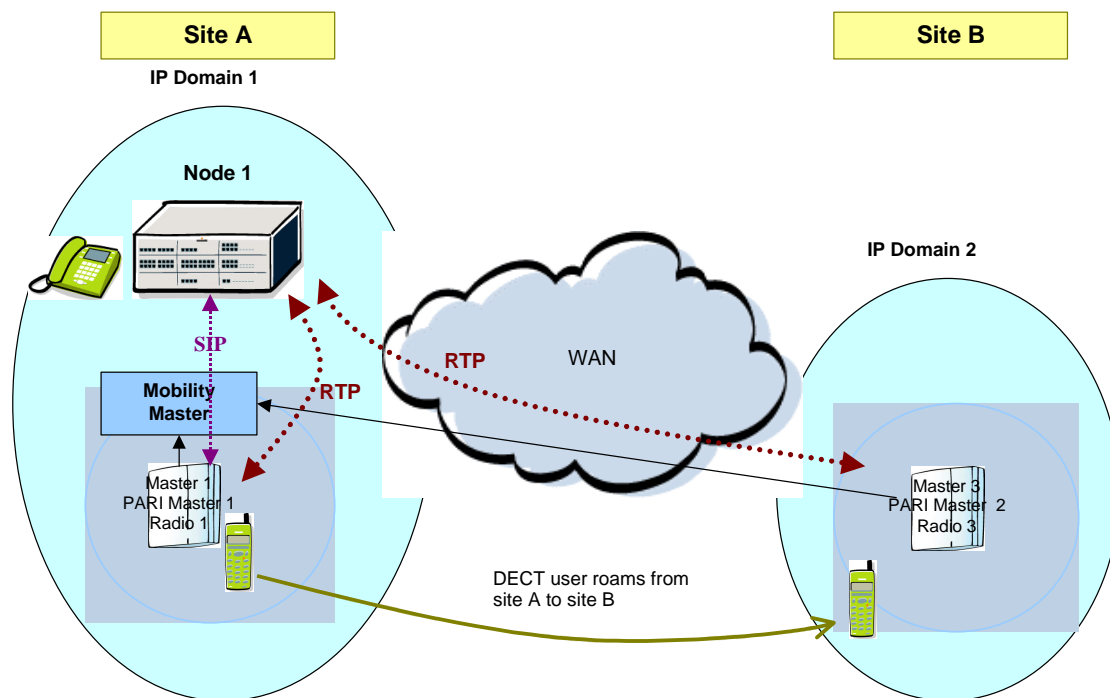 Site A
Site B
IP Domain 1
Node 1
IP Domain 2
SIP
RTP
RTP
WAN
Mobility
Master
Master 1
PARI Master 1
Radio 1
Master 3
PARI Master 2
Radio 3
DECT user roams from
site A to site B